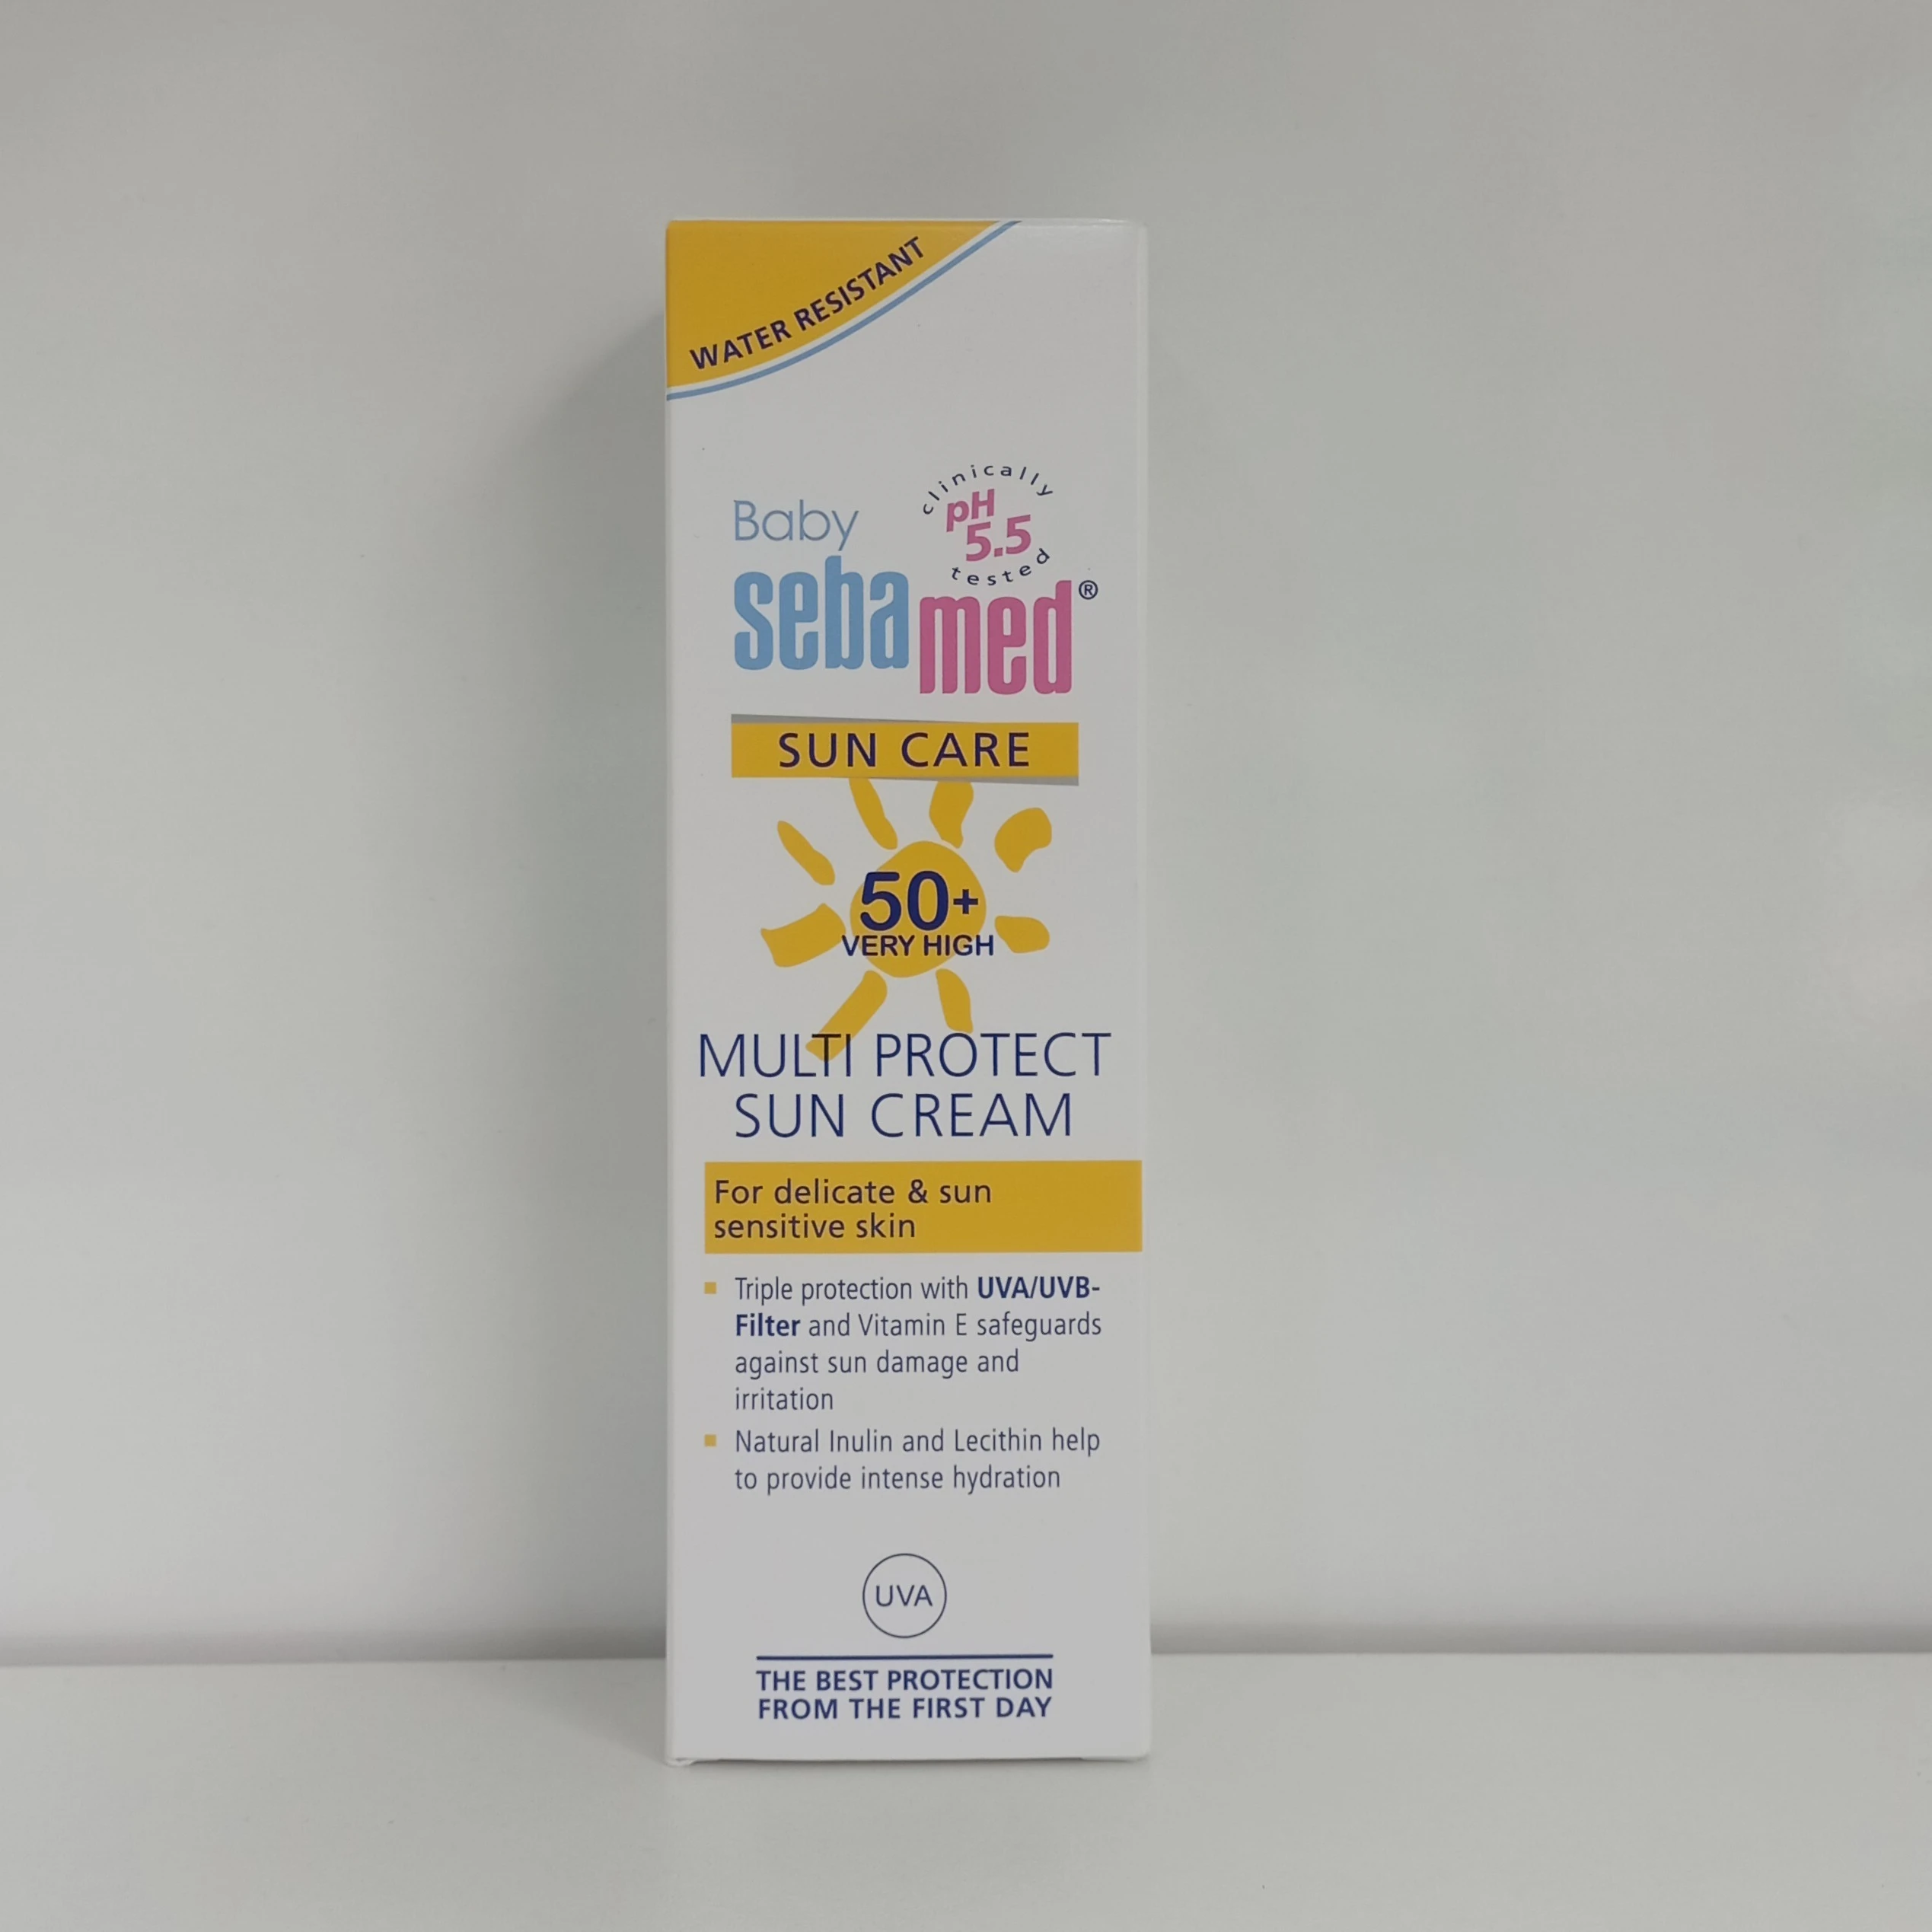 WATER RESISTANT
clinically
pH
5.5
tested
Baby
sebamed®
SUN CARE
50+
VERY HIGH
MULTI PROTECT
SUN CREAM
For delicate & sun
sensitive skin
Triple protection with UVA/UVB-
Filter and Vitamin E safeguards
against sun damage and
irritation
Natural Inulin and Lecithin help
to provide intense hydration
UVA
THE BEST PROTECTION
FROM THE FIRST DAY